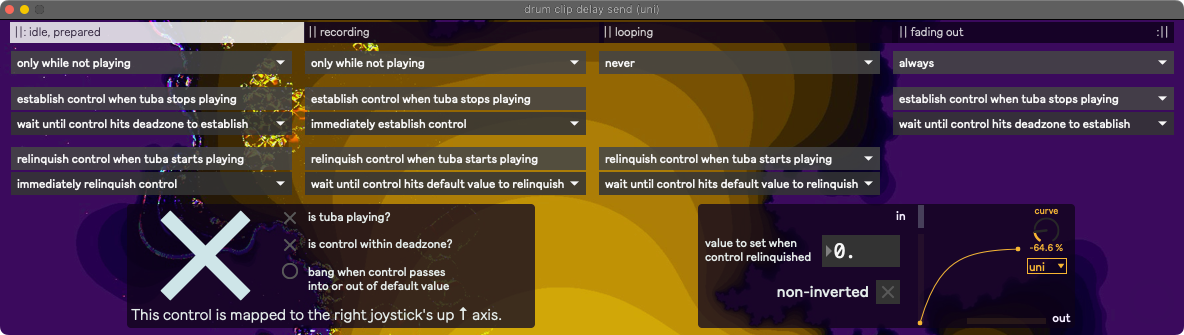 drum clip delay send (uni)
||: idle, prepared
|| recording
|| looping
|| fading out :||
only while not playing
only while not playing
never
always
establish control when tuba stops playing
establish control when tuba stops playing
establish control when tuba stops playing
wait until control hits deadzone to establish
immediately establish control
wait until control hits deadzone to establish
relinquish control when tuba starts playing
relinquish control when tuba starts playing
relinquish control when tuba starts playing
immediately relinquish control
wait until control hits default value to relinquish
wait until control hits default value to relinquish
is tuba playing?
is control within deadzone?
bang when control passes
into or out of default value
This control is mapped to the right joystick's up ↑ axis.
in
value to set when
control relinquished
0.
non-inverted
curve
-64.6 %
uni
out